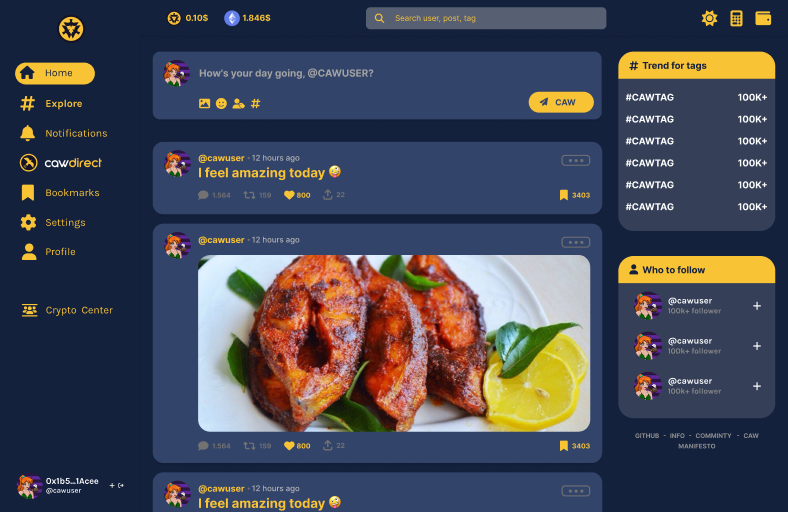 0.10$
1.846$
Search user, post, tag
Home
Explore
Notifications
cawdirect
Bookmarks
Settings
Profile
Crypto Center
0x1b5...1Acee
@cawuser
How's your day going, @CAWUSER?
CAW
@cawuser · 12 hours ago
I feel amazing today 🤪
1.564
159
800
22
3403
@cawuser · 12 hours ago
1.564
159
800
22
3403
@cawuser · 12 hours ago
I feel amazing today 🤪
# Trend for tags
#CAWTAG 100K+
#CAWTAG 100K+
#CAWTAG 100K+
#CAWTAG 100K+
#CAWTAG 100K+
#CAWTAG 100K+
Who to follow
@cawuser
100k+ follower
@cawuser
100k+ follower
@cawuser
100k+ follower
GITHUB - INFO - COMMINTY - CAW
MANIFESTO